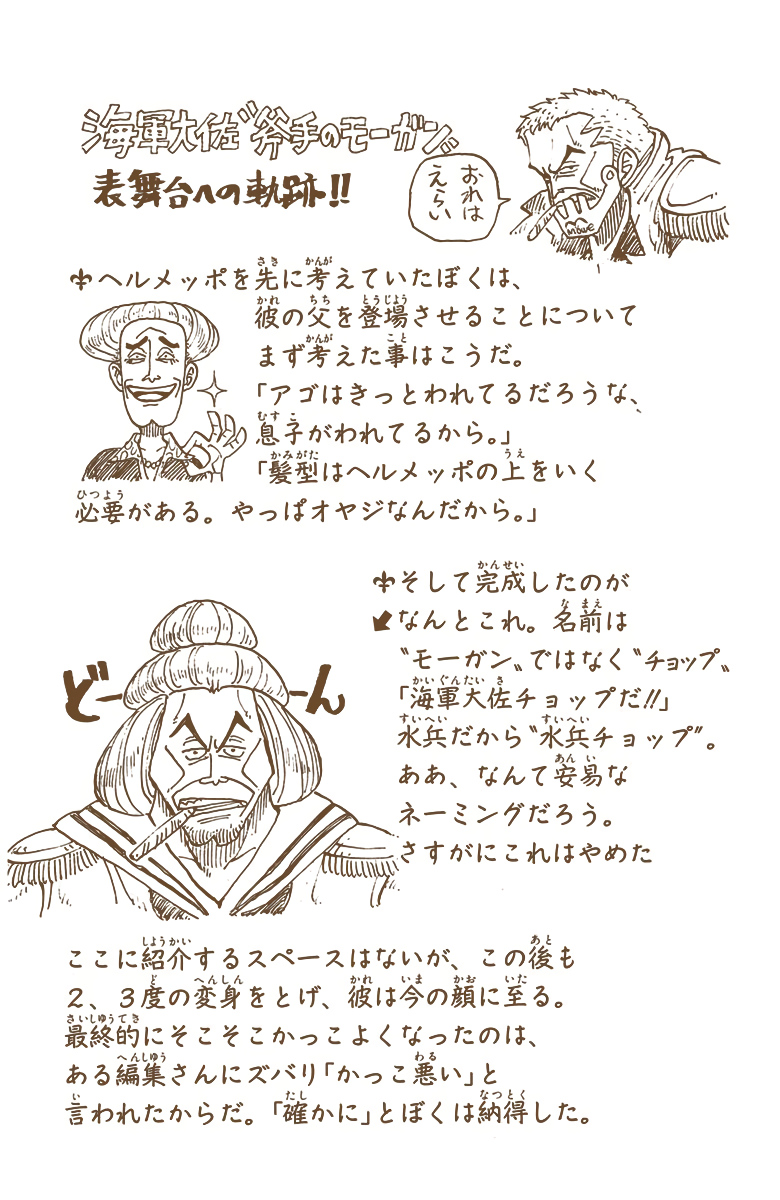 海軍大佐〝斧手のモーガン〟
表舞台への軌跡!!
おれは
えらい
MORGE
ヘルメッポを先に考えていたぼくは、
彼の父を登場させることについて
まず考えた事はこうだ。
「アゴはきっとわれてるだろうな、
息子がわれてるから。」
「髪型はヘルメッポの上をいく
必要がある。やっぱオヤジなんだから。」
そして完成したのが
なんとこれ。名前は
〝モーガン〟ではなく〝チョップ〟
「海軍大佐チョップだ!!」
水兵だから〝水兵チョップ〟。
ああ、なんて安易な
ネーミングだろう。
さすがにこれはやめた
どーーん
ここに紹介するスペースはないが、この後も
2、3度の変身をとげ、彼は今の顔に至る。
最終的にそこそこかっこよくなったのは、
ある編集さんにズバリ「かっこ悪い」と
言われたからだ。「確かに」とぼくは納得した。